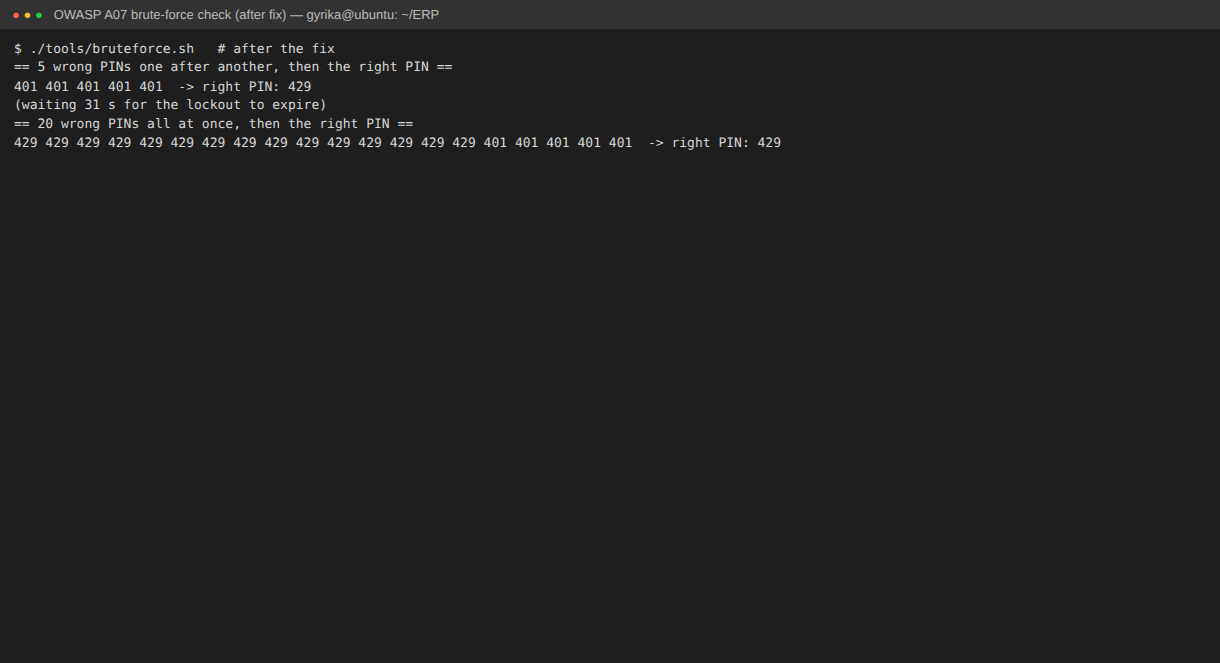 OWASP A07 brute-force check (after fix) — gyrika@ubuntu: ~/ERP
$ ./tools/bruteforce.sh   # after the fix
== 5 wrong PINs one after another, then the right PIN ==
401 401 401 401 401  -> right PIN: 429
(waiting 31 s for the lockout to expire)
== 20 wrong PINs all at once, then the right PIN ==
429 429 429 429 429 429 429 429 429 429 429 429 429 429 429 401 401 401 401 401  -> right PIN: 429